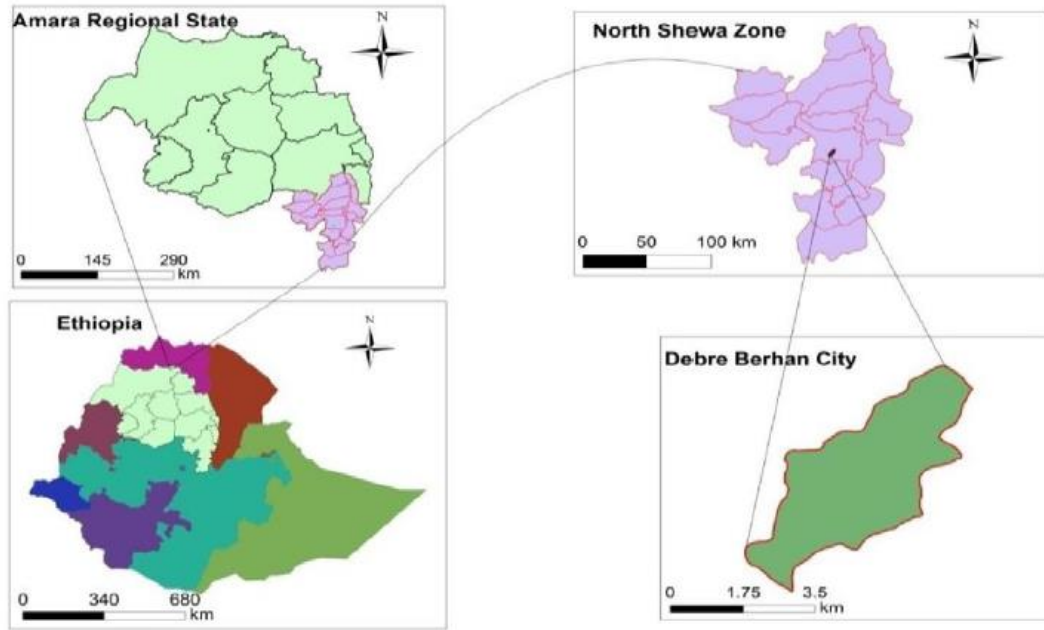 Amara Regional State
N
0 145 290
km
North Shewa Zone
N
0 50 100 km
Ethiopia
N
0 340 680
km
Debre Berhan City
N
0 1.75 3.5
km